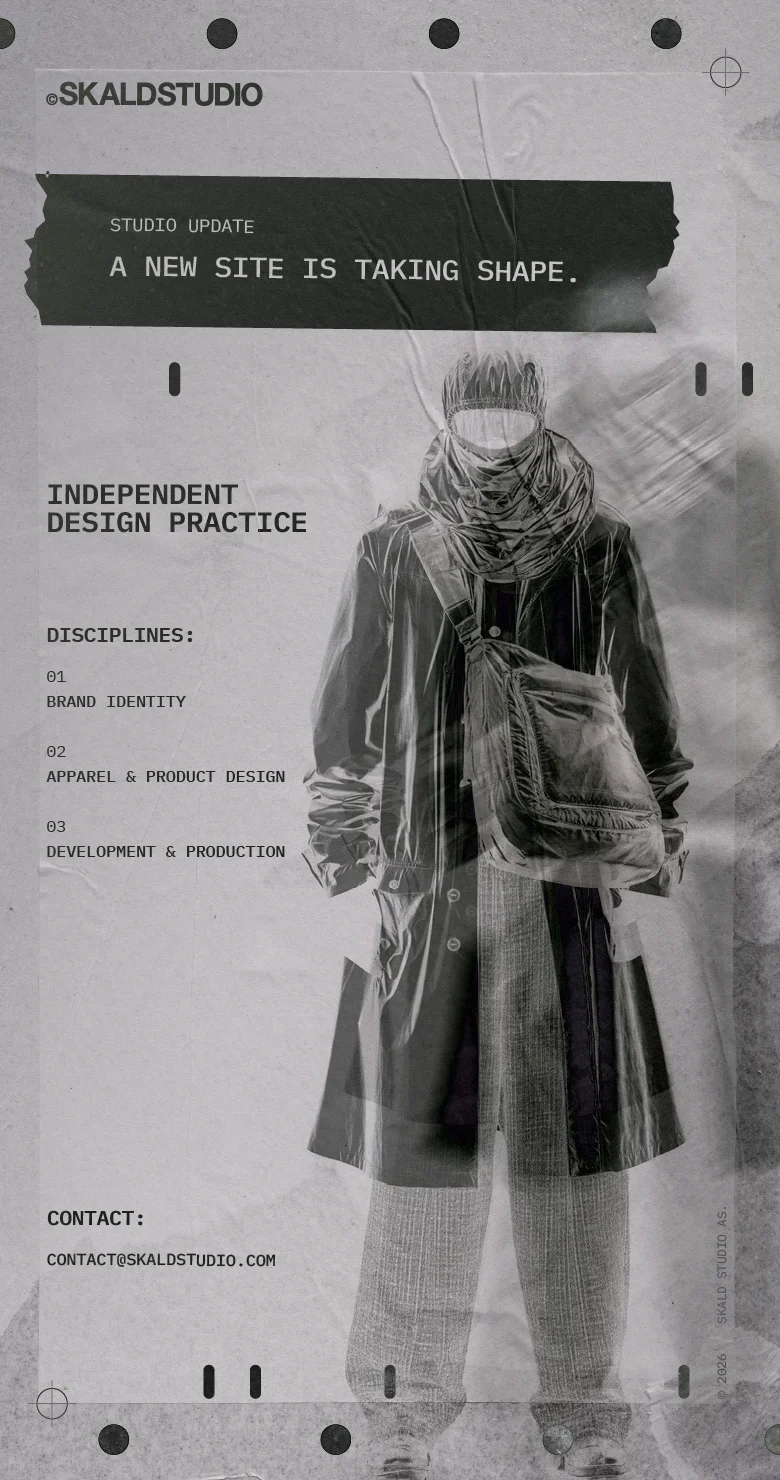 ©SKALDSTUDIO
STUDIO UPDATE
A NEW SITE IS TAKING SHAPE.
INDEPENDENT
DESIGN PRACTICE
DISCIPLINES:
01
BRAND IDENTITY
02
APPAREL & PRODUCT DESIGN
03
DEVELOPMENT & PRODUCTION
CONTACT:
CONTACT@SKALDSTUDIO.COM
© 2026 SKALD STUDIO AS.